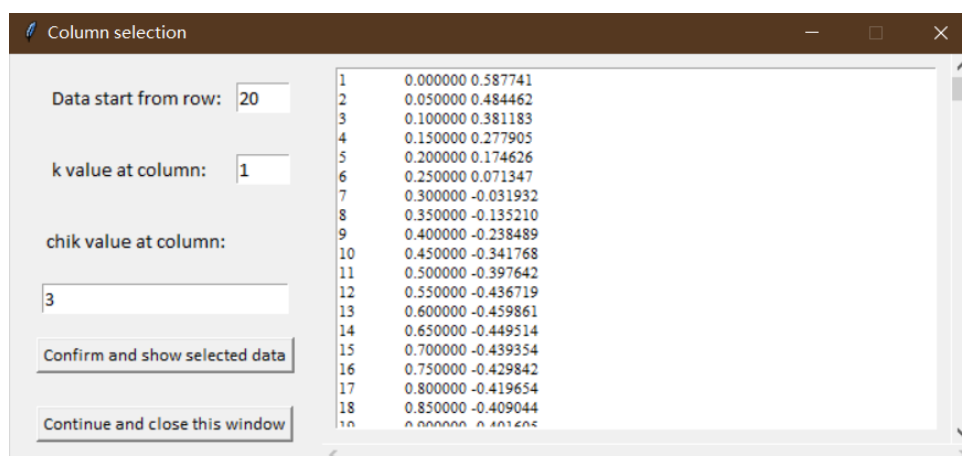 Column selection
Data start from row: 20
k value at column: 1
chik value at column:
3
Confirm and show selected data
Continue and close this window
1 0.000000 0.587741
2 0.050000 0.484462
3 0.100000 0.381183
4 0.150000 0.277905
5 0.200000 0.174626
6 0.250000 0.071347
7 0.300000 -0.031932
8 0.350000 -0.135210
9 0.400000 -0.238489
10 0.450000 -0.341768
11 0.500000 -0.397642
12 0.550000 -0.436719
13 0.600000 -0.459861
14 0.650000 -0.449514
15 0.700000 -0.439354
16 0.750000 -0.429842
17 0.800000 -0.419654
18 0.850000 -0.409044
19 0.900000 -0.401605